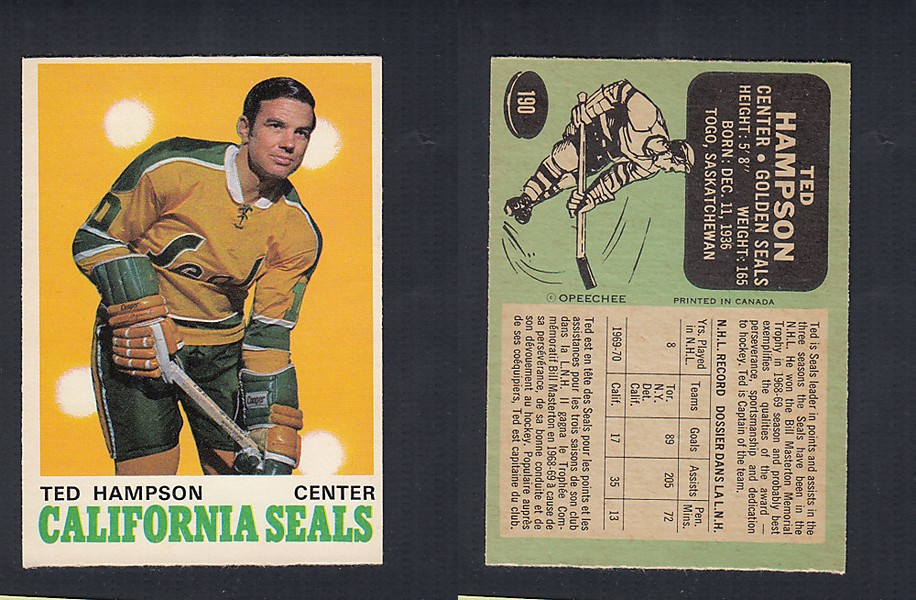 Seals
Cooper
Cooper
TED HAMPSON CENTER
CALIFORNIA SEALS
190
TED
HAMPSON
CENTER • GOLDEN SEALS
HEIGHT: 5' 8" WEIGHT: 165
BORN: DEC. 11, 1936
TOGO, SASKATCHEWAN
© OPEECHEE PRINTED IN CANADA
Ted is Seals leader in points and assists in the
three seasons the Seals have been in the
N.H.L. He won the Bill Masterton Memorial
Trophy in 1968-69 season and probably best
exemplifies the qualities of the award —
perseverance, sportsmanship and dedication
to hockey. Ted is Captain of the team.
N.H.L. RECORD DOSSIER DANS LA L.N.H.
Yrs. Played Teams Goals Assists Pen.
in N.H.L. Mins.
8 Tor. 89 205 72
N.Y.
Det.
Calif.
1969-70 Calif. 17 35 13
Ted est en tête des Seals pour les points et les
assistances pour les trois saisons de son club
dans la L.N.H. Il gagna le Trophée Com-
mémoratif Bill Masterton en 1968-69 à cause de
sa persévérance, de sa bonne conduite et de
son dévouement au hockey. Populaire auprès
de ses coéquipiers, Ted est capitaine du club.